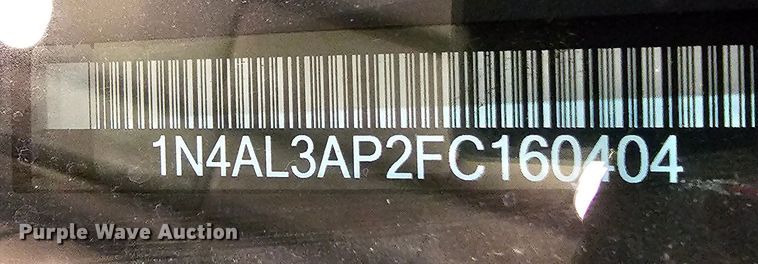 1N4AL3AP2FC160404
Purple Wave Auction